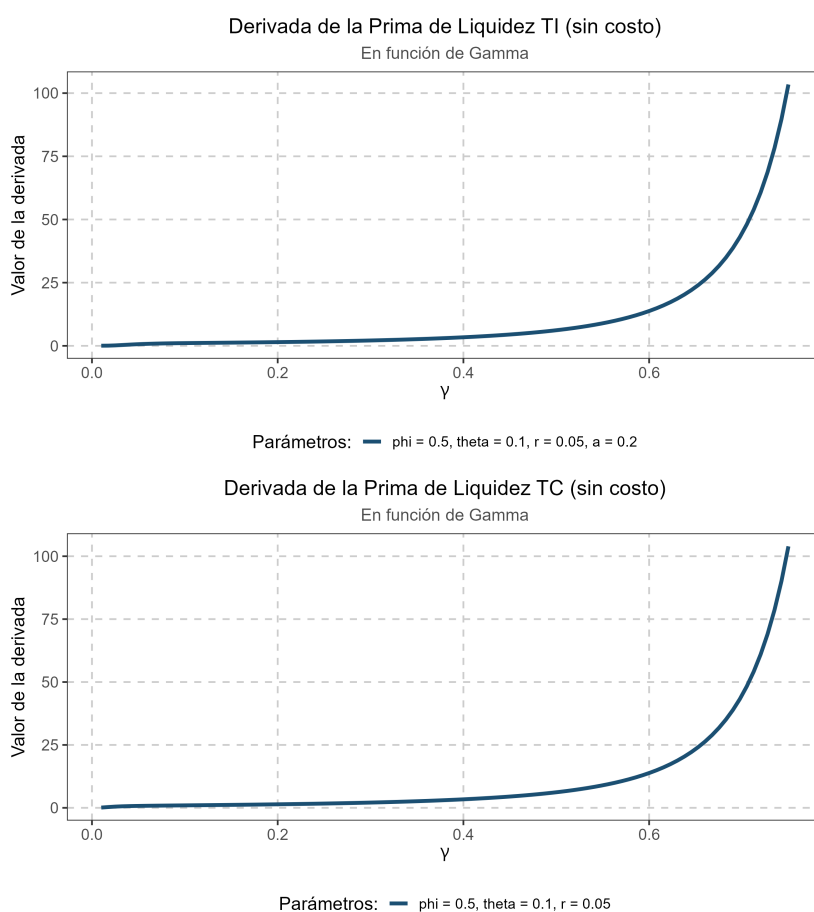 Derivada de la Prima de Liquidez TI (sin costo)
En función de Gamma
Valor de la derivada
100
75
50
25
0
0.0 0.2 0.4 0.6
γ
Parámetros: phi = 0.5, theta = 0.1, r = 0.05, a = 0.2
Derivada de la Prima de Liquidez TC (sin costo)
En función de Gamma
Valor de la derivada
100
75
50
25
0
0.0 0.2 0.4 0.6
γ
Parámetros: phi = 0.5, theta = 0.1, r = 0.05